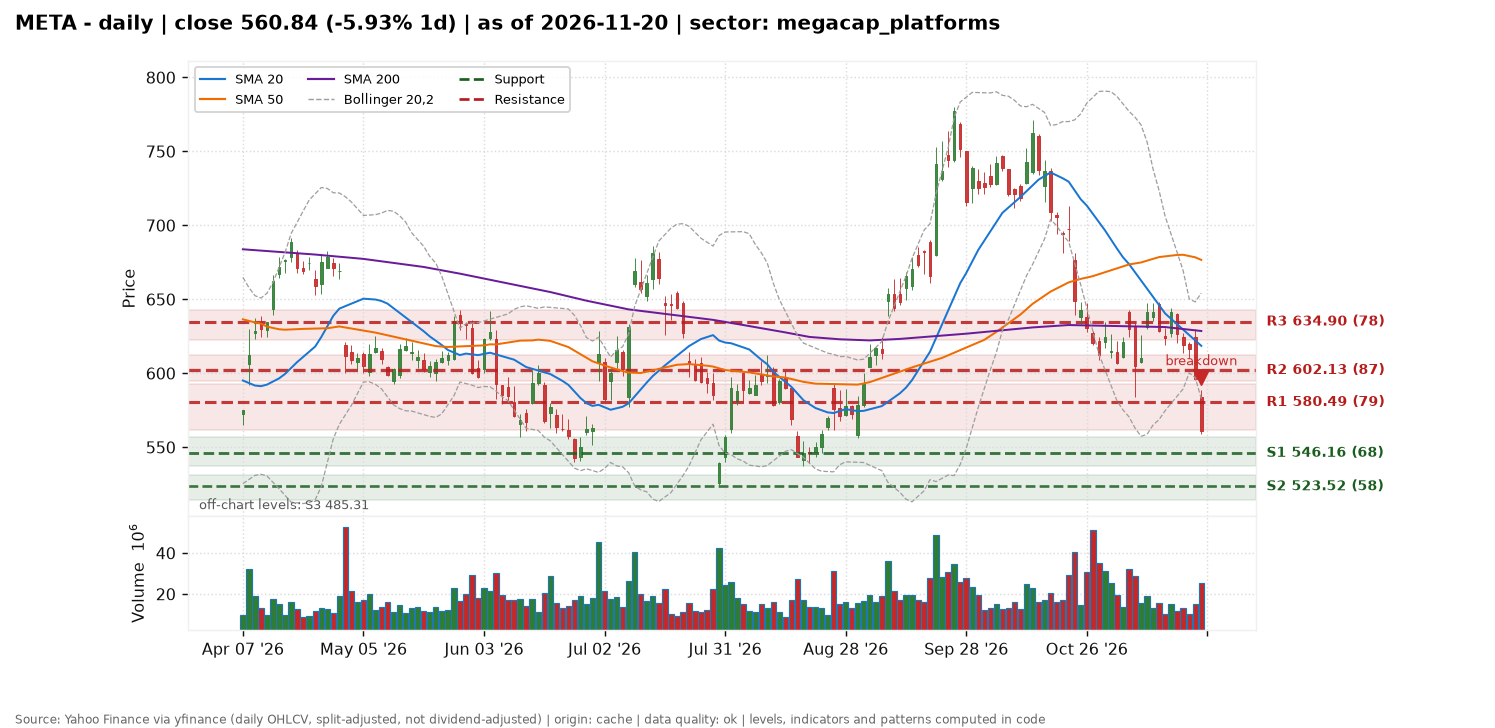 META - daily | close 560.84 (-5.93% 1d) | as of 2026-11-20 | sector: megacap_platforms
SMA 20
SMA 50
SMA 200
Bollinger 20,2
Support
Resistance
Price
800
750
700
650
600
550
R3 634.90 (78)
breakdown
R2 602.13 (87)
R1 580.49 (79)
S1 546.16 (68)
S2 523.52 (58)
off-chart levels: S3 485.31
Volume 10⁶
40
20
Apr 07 '26 May 05 '26 Jun 03 '26 Jul 02 '26 Jul 31 '26 Aug 28 '26 Sep 28 '26 Oct 26 '26
Source: Yahoo Finance via yfinance (daily OHLCV, split-adjusted, not dividend-adjusted) | origin: cache | data quality: ok | levels, indicators and patterns computed in code